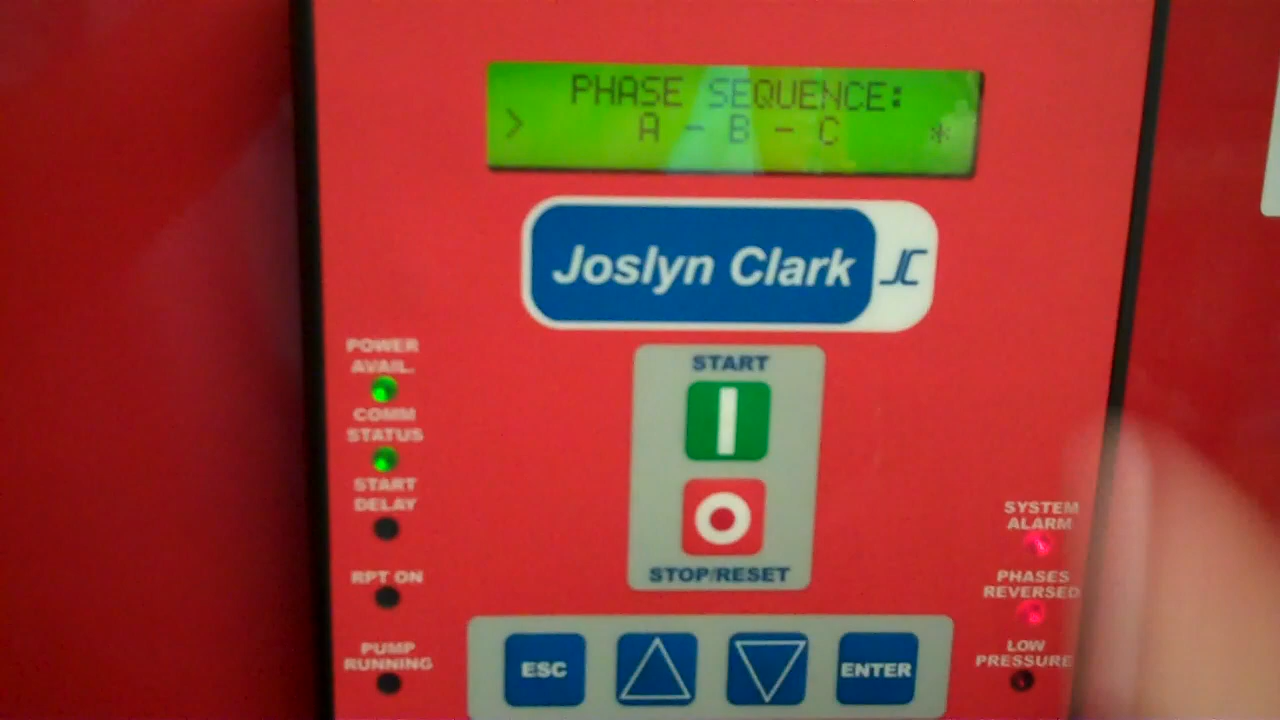 PHASE SEQUENCE:
> A - B - C *
Joslyn Clark JC
POWER
AVAIL.
COMM
STATUS
START
DELAY
RPT ON
PUMP
RUNNING
START
STOP/RESET
SYSTEM
ALARM
PHASES
REVERSED
LOW
PRESSURE
ESC
ENTER